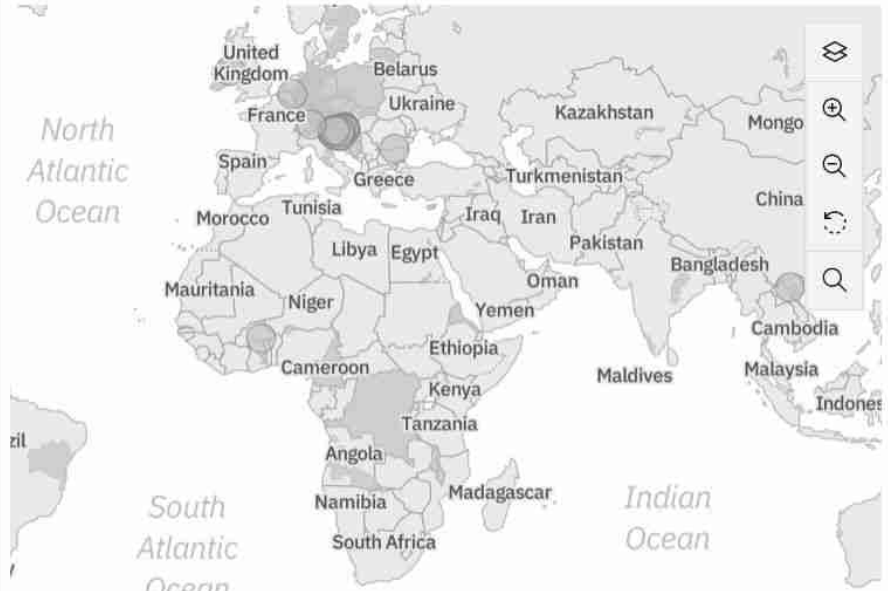 United
Kingdom
Belarus
Ukraine
France
Kazakhstan
Mongo
North
Atlantic
Ocean
Spain
Greece
Turkmenistan
China
Morocco
Tunisia
Iraq
Iran
Libya
Egypt
Pakistan
Bangladesh
Mauritania
Niger
Oman
Yemen
Cambodia
Ethiopia
Cameroon
Maldives
Malaysia
Kenya
Indones
Tanzania
zil
Angola
Namibia
Madagascar
Indian
Ocean
South
Atlantic
Ocean
South Africa